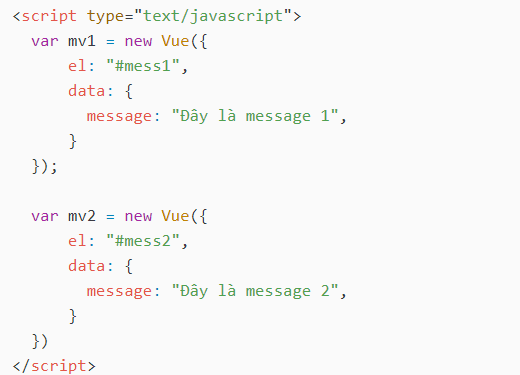 <script type="text/javascript">
  var mv1 = new Vue({
      el: "#mess1",
      data: {
        message: "Đây là message 1",
      }
  });

  var mv2 = new Vue({
      el: "#mess2",
      data: {
        message: "Đây là message 2",
      }
  })
</script>